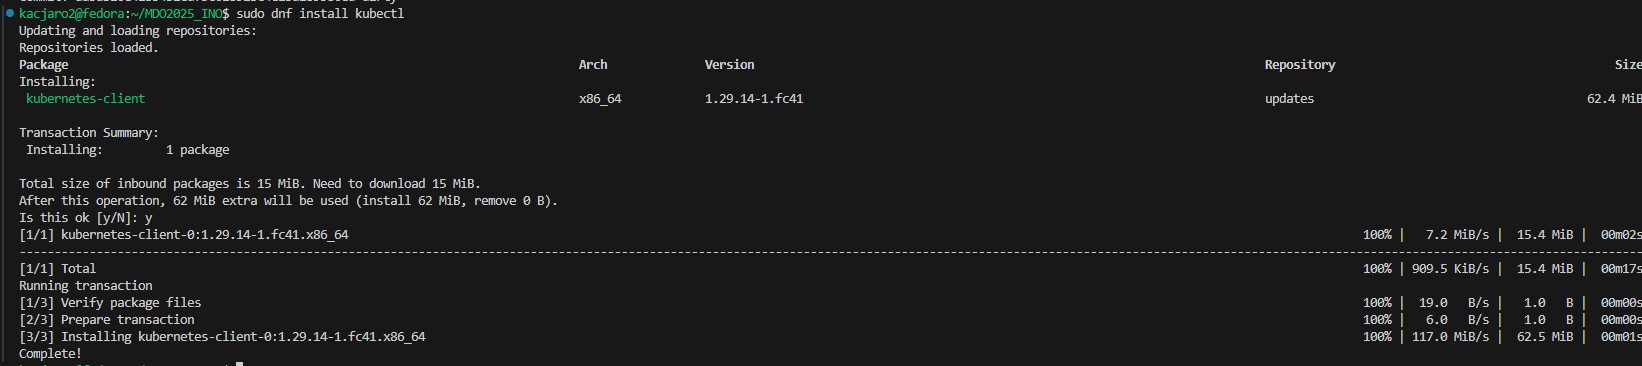 kacjaro2@fedora:~/MDO2025_INO$ sudo dnf install kubectl
Updating and loading repositories:
Repositories loaded.
Package Arch Version Repository Size
Installing:
kubernetes-client x86_64 1.29.14-1.fc41 updates 62.4 MiB
Transaction Summary:
Installing: 1 package
Total size of inbound packages is 15 MiB. Need to download 15 MiB.
After this operation, 62 MiB extra will be used (install 62 MiB, remove 0 B).
Is this ok [y/N]: y
[1/1] kubernetes-client-0:1.29.14-1.fc41.x86_64 100% | 7.2 MiB/s | 15.4 MiB | 00m02s
--------------------------------------------------------------------------------
[1/1] Total 100% | 909.5 KiB/s | 15.4 MiB | 00m17s
Running transaction
[1/3] Verify package files 100% | 19.0 B/s | 1.0 B | 00m00s
[2/3] Prepare transaction 100% | 6.0 B/s | 1.0 B | 00m00s
[3/3] Installing kubernetes-client-0:1.29.14-1.fc41.x86_64 100% | 117.0 MiB/s | 62.5 MiB | 00m01s
Complete!